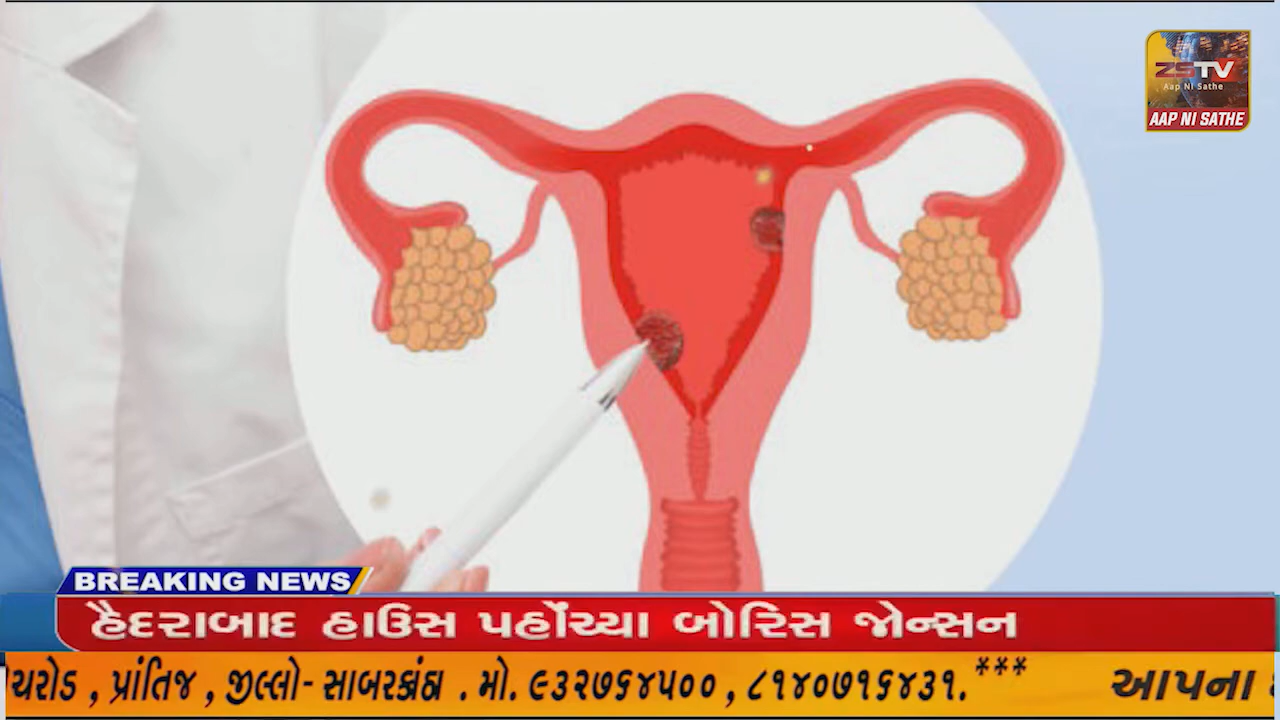 ZSTV
Aap Ni Sathe
AAP NI SATHE
BREAKING NEWS
હૈદરાબાદ હાઉસ પહોંચ્યા બોરિસ જોન્સન
ચરોડ , પ્રાંતિજ , જીલ્લો- સાબરકાંઠા . મો. ૯૩૨૭૬૪૫૦૦ , ૮૧૪૦૭૧૬૪૩૧.*** આપના